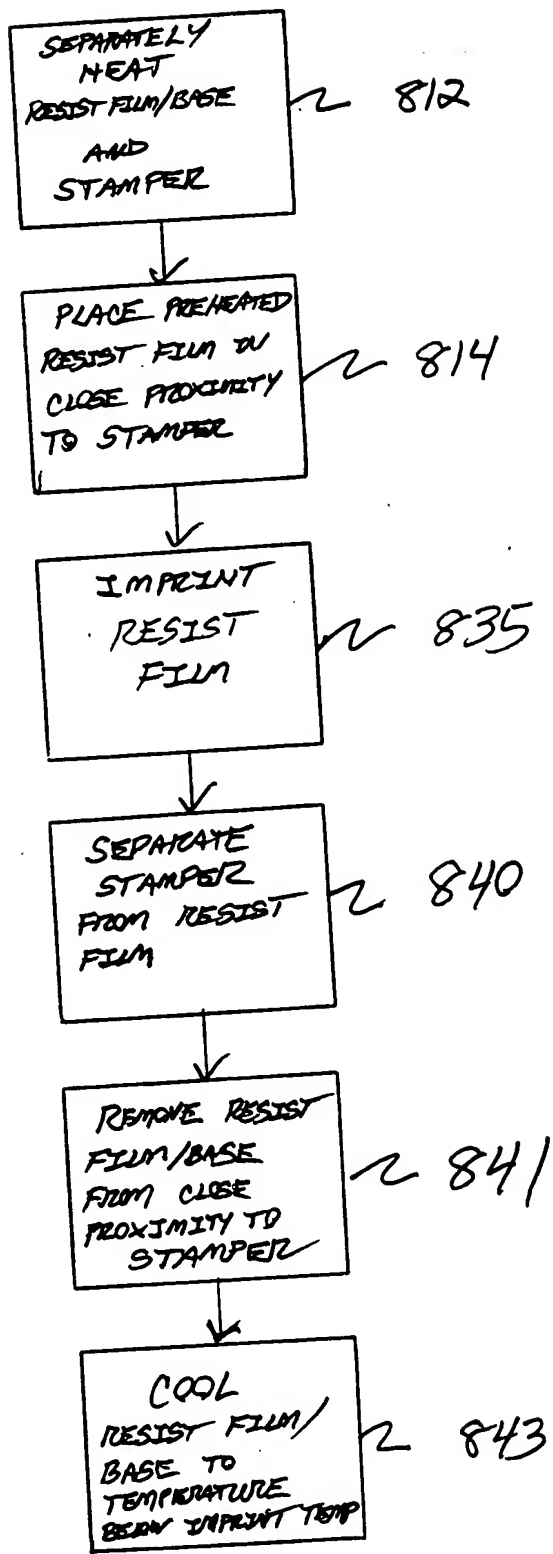 SEPARATELY
HEAT
RESIST FILM/BASE
AND
STAMPER
812
PLACE PREHEATED
RESIST FILM IN
CLOSE PROXIMITY
TO STAMPER
814
IMPRINT
RESIST
FILM
835
SEPARATE
STAMPER
FROM RESIST
FILM
840
REMOVE RESIST
FILM/BASE
FROM CLOSE
PROXIMITY TO
STAMPER
841
COOL
RESIST FILM/
BASE TO
TEMPERATURE
BELOW IMPRINT TEMP
843